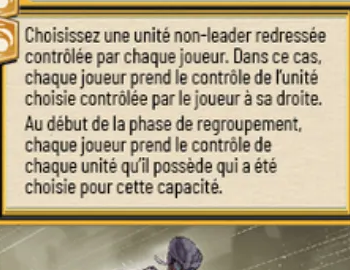 Choisissez une unité non-leader redressée
contrôlée par chaque joueur. Dans ce cas,
chaque joueur prend le contrôle de l'unité
choisie contrôlée par le joueur à sa droite.
Au début de la phase de regroupement,
chaque joueur prend le contrôle de
chaque unité qu'il possède qui a été
choisie pour cette capacité.